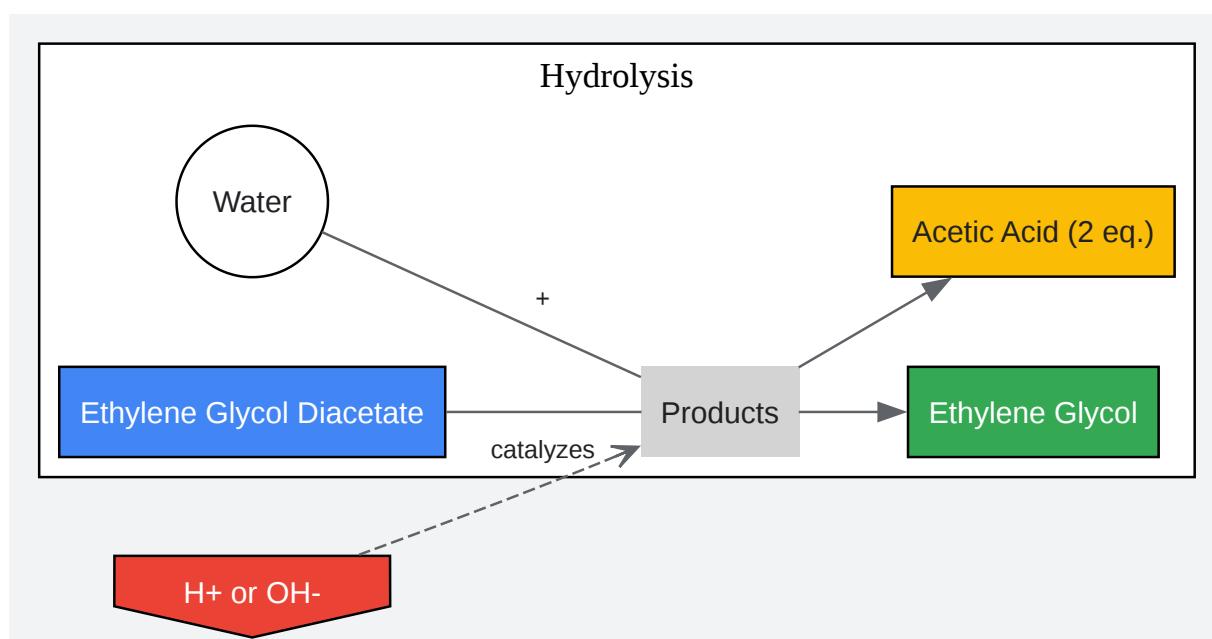 Hydrolysis
Water
Acetic Acid (2 eq.)
+
Ethylene Glycol Diacetate
Products
Ethylene Glycol
catalyzes
H+ or OH-